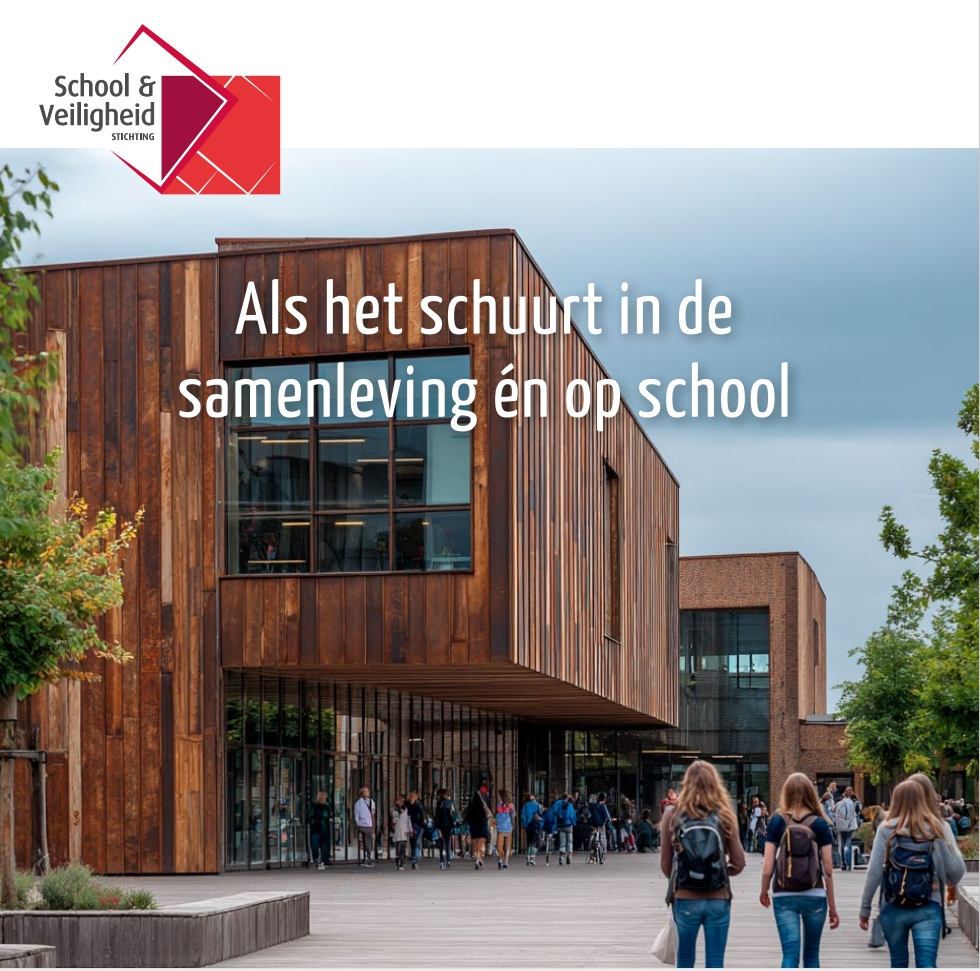 School &
Veiligheid
STICHTING
Als het schuurt in de
samenleving én op school